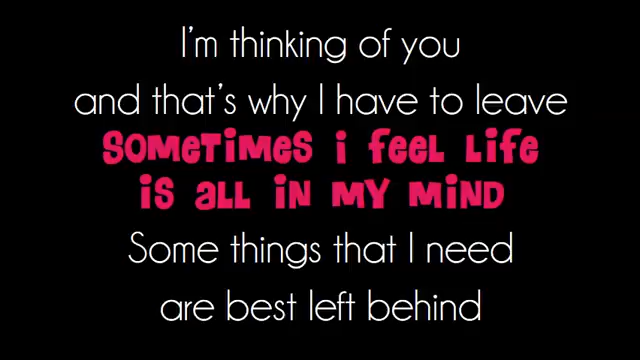 I'm thinking of you
and that's why I have to leave
SOMETIMES I FEEL LIFE
IS ALL IN MY MIND
Some things that I need
are best left behind